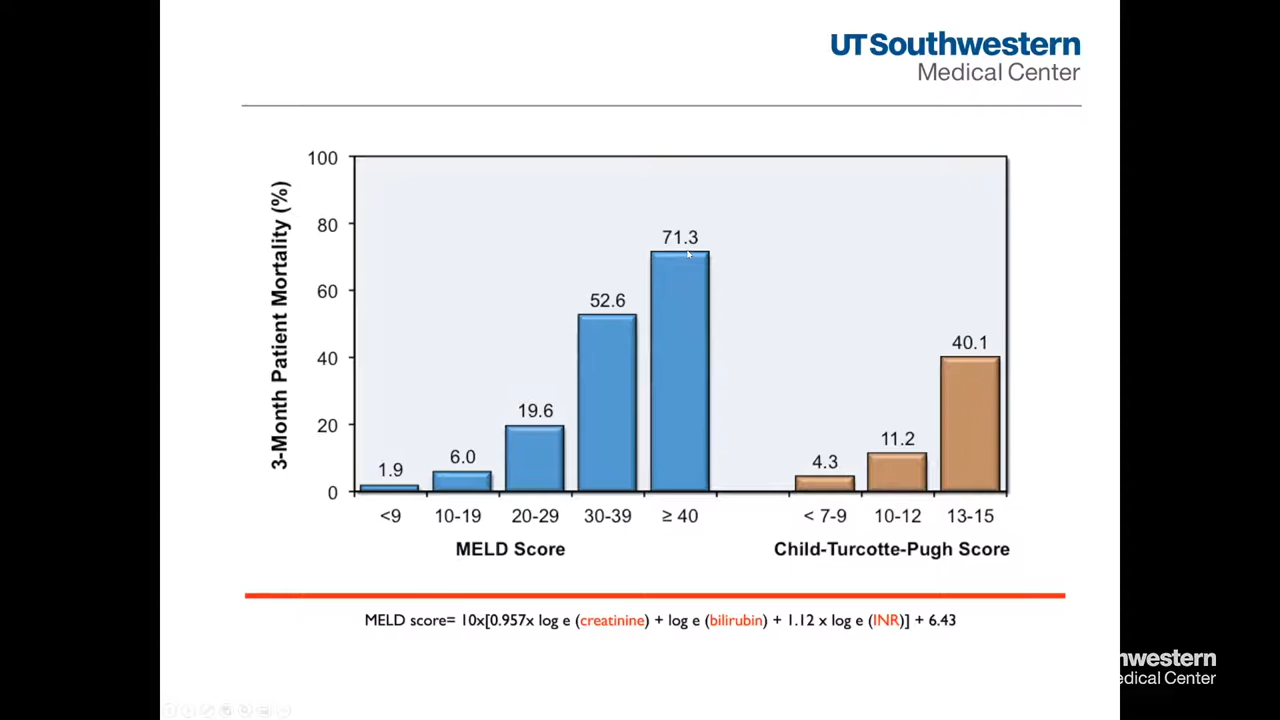 UTSouthwestern
Medical Center
3-Month Patient Mortality (%)
100
80
60
40
20
0
1.9
6.0
19.6
52.6
71.3
4.3
11.2
40.1
<9
10-19
20-29
30-39
≥ 40
< 7-9
10-12
13-15
MELD Score
Child-Turcotte-Pugh Score
MELD score= 10x[0.957x log e (creatinine) + log e (bilirubin) + 1.12 x log e (INR)] + 6.43
hwestern
edical Center